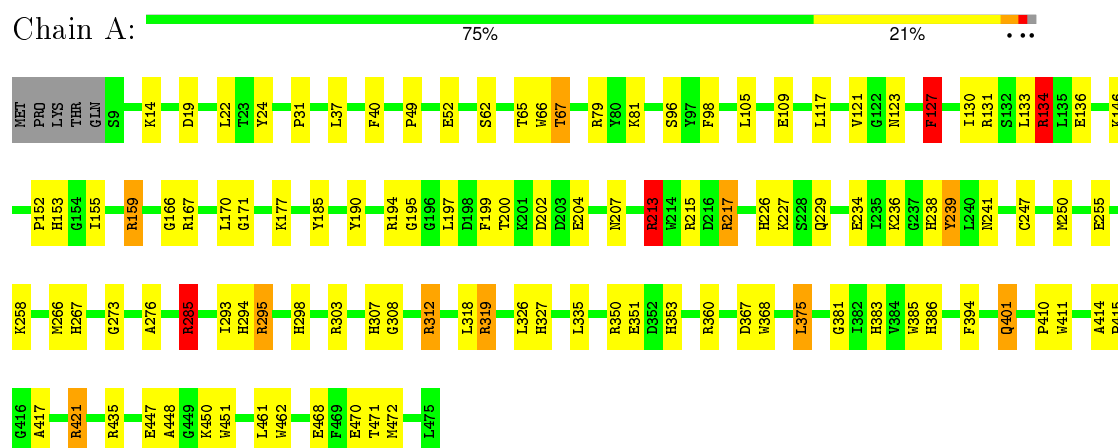 Chain A:
75% 21% • ••
MET PRO LYS THR GLN S9 K14 D19 L22 T23 Y24 P31 L37 F40 P49 E52 S62 T65 W66 T67 R79 Y80 K81 S96 Y97 F98 L105 E109 L117 V121 G122 N123 F127 I130 R131 S132 L133 R134 L135 E136 K146
P152 H153 G154 I155 R159 G166 R167 L170 G171 K177 Y185 Y190 R194 G195 G196 L197 D198 F199 T200 K201 D202 D203 E204 N207 R213 W214 R215 D216 R217 H226 K227 S228 Q229 E234 I235 K236 G237 H238 Y239 L240 N241 C247 M250 E255
K258 M266 H267 G273 A276 R285 I293 H294 R295 H298 R303 H307 G308 R312 L318 R319 L326 H327 L335 R350 E351 D352 H353 R360 D367 W368 L375 G381 I382 H383 V384 W385 H386 F394 Q401 P410 W411 A414 D415
G416 A417 R421 R435 E447 A448 G449 K450 W451 L461 W462 E468 F469 E470 T471 M472 L475